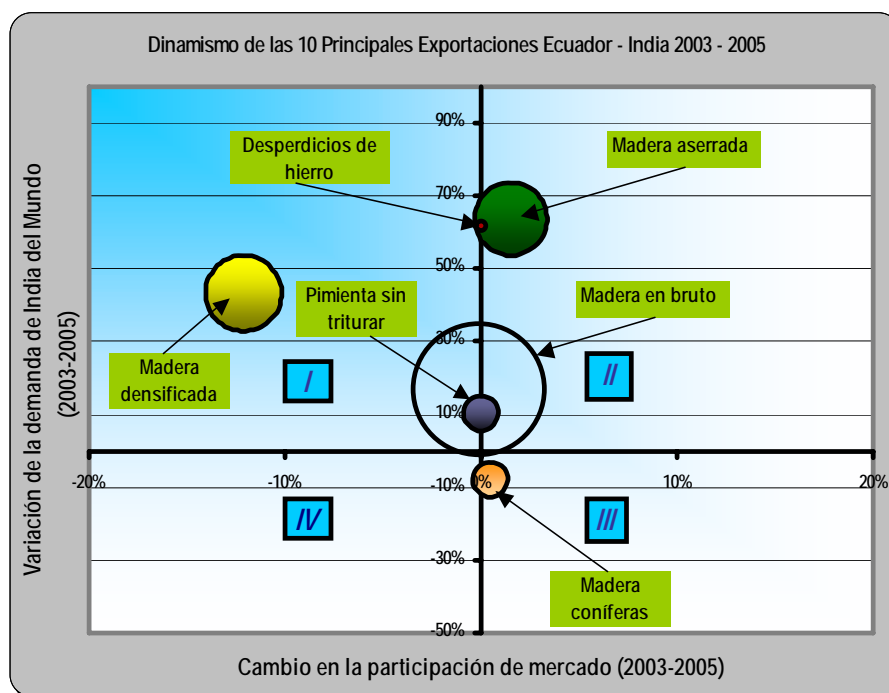 Dinamismo de las 10 Principales Exportaciones Ecuador - India 2003 - 2005
Variación de la demanda de India del Mundo
(2003-2005)
90%
70%
50%
30%
10%
-10%
-30%
-50%
-20%
-10%
0%
10%
20%
Desperdicios de
hierro
Madera aserrada
Pimienta sin
triturar
Madera en bruto
Madera
densificada
I
II
IV
III
Madera
coníferas
Cambio en la participación de mercado (2003-2005)